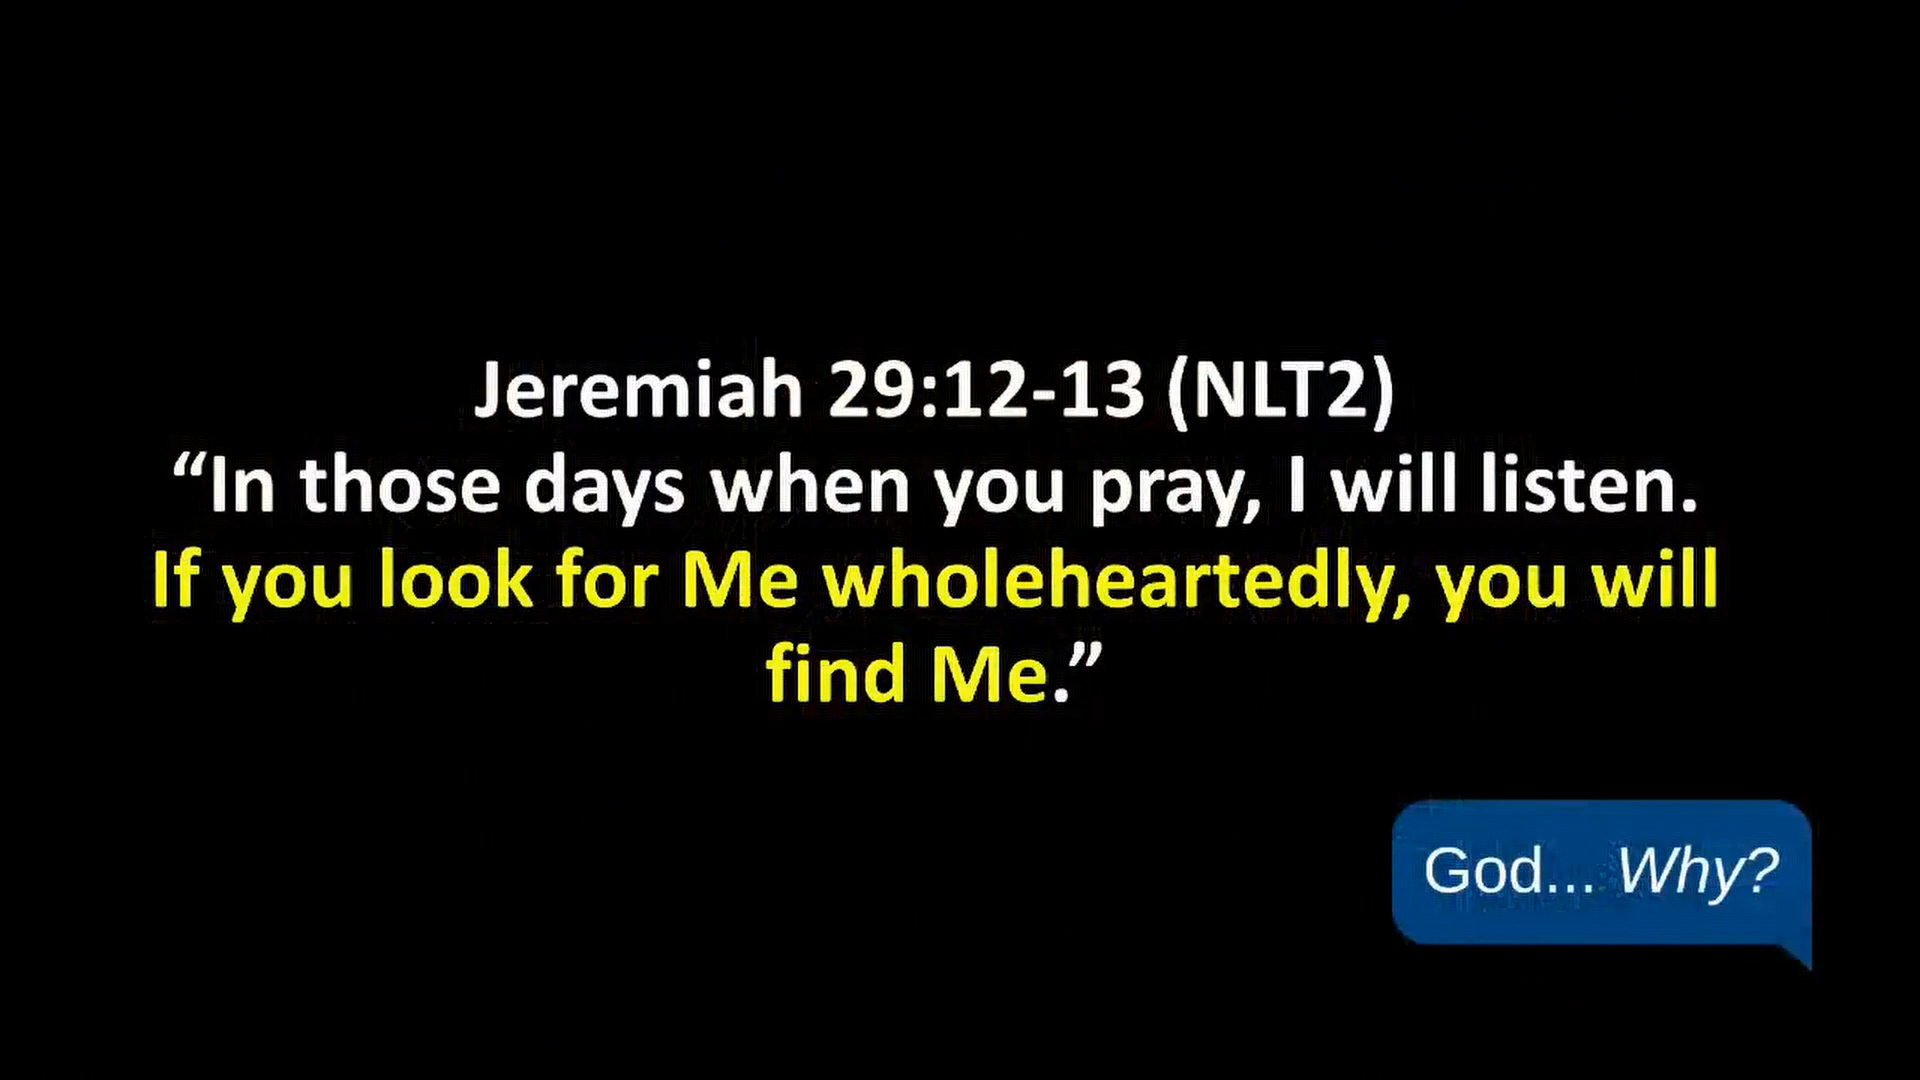 Jeremiah 29:12-13 (NLT2)
“In those days when you pray, I will listen.
If you look for Me wholeheartedly, you will
find Me.”
God... Why?